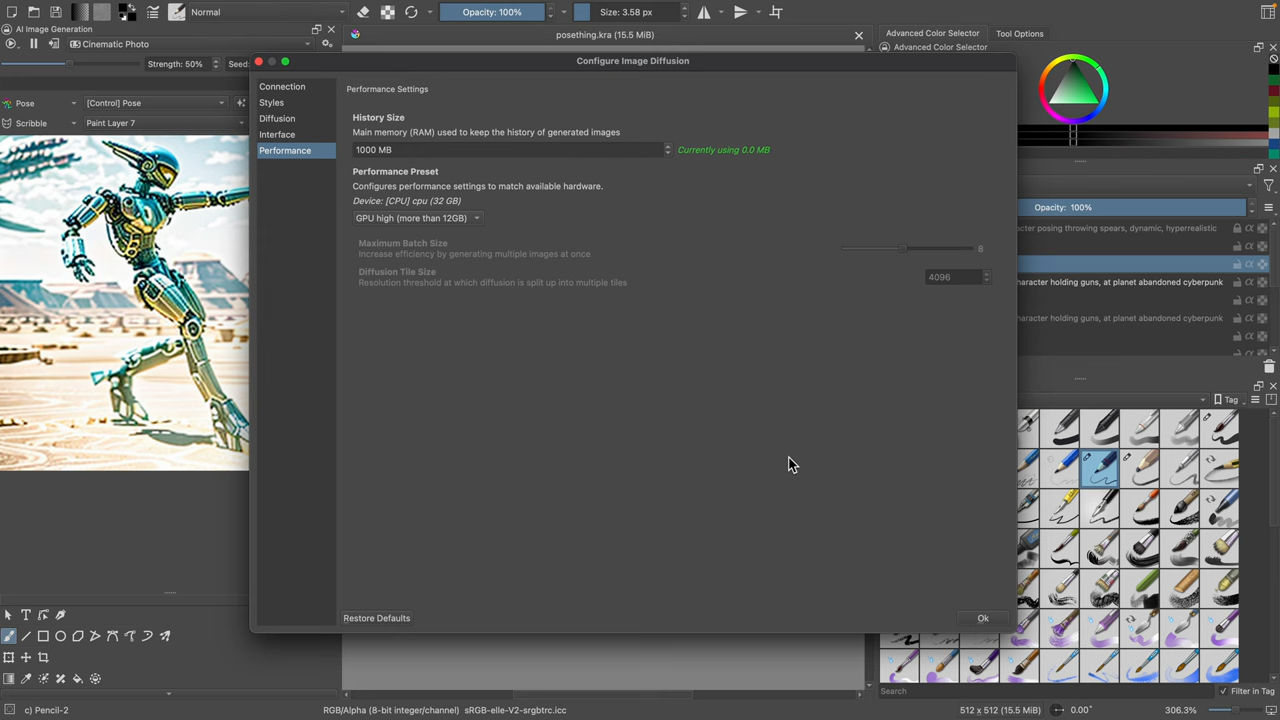 Normal
Opacity: 100%
Size: 3.58 px
AI Image Generation
posething.kra (15.5 MiB)
Advanced Color Selector
Tool Options
Cinematic Photo
Advanced Color Selector
Strength: 50%
Seed:
Configure Image Diffusion
Connection
Styles
Diffusion
Interface
Performance
Performance Settings
History Size
Main memory (RAM) used to keep the history of generated images
1000 MB
Currently using 0.0 MB
Performance Preset
Configures performance settings to match available hardware.
Device: [CPU] cpu (32 GB)
GPU high (more than 12GB)
Maximum Batch Size
Increase efficiency by generating multiple images at once
8
Diffusion Tile Size
Resolution threshold at which diffusion is split up into multiple tiles
4096
Restore Defaults
Ok
Pose
[Control] Pose
Scribble
Paint Layer 7
Opacity: 100%
cter posing throwing spears, dynamic, hyperrealistic
haracter holding guns, at planet abandoned cyberpunk
haracter holding guns, at planet abandoned cyberpunk
Tag
Search
Filter in Tag
c) Pencil-2
RGB/Alpha (8-bit integer/channel) sRGB-elle-V2-srgbtrc.icc
512 x 512 (15.5 MiB)
0.00°
306.3%